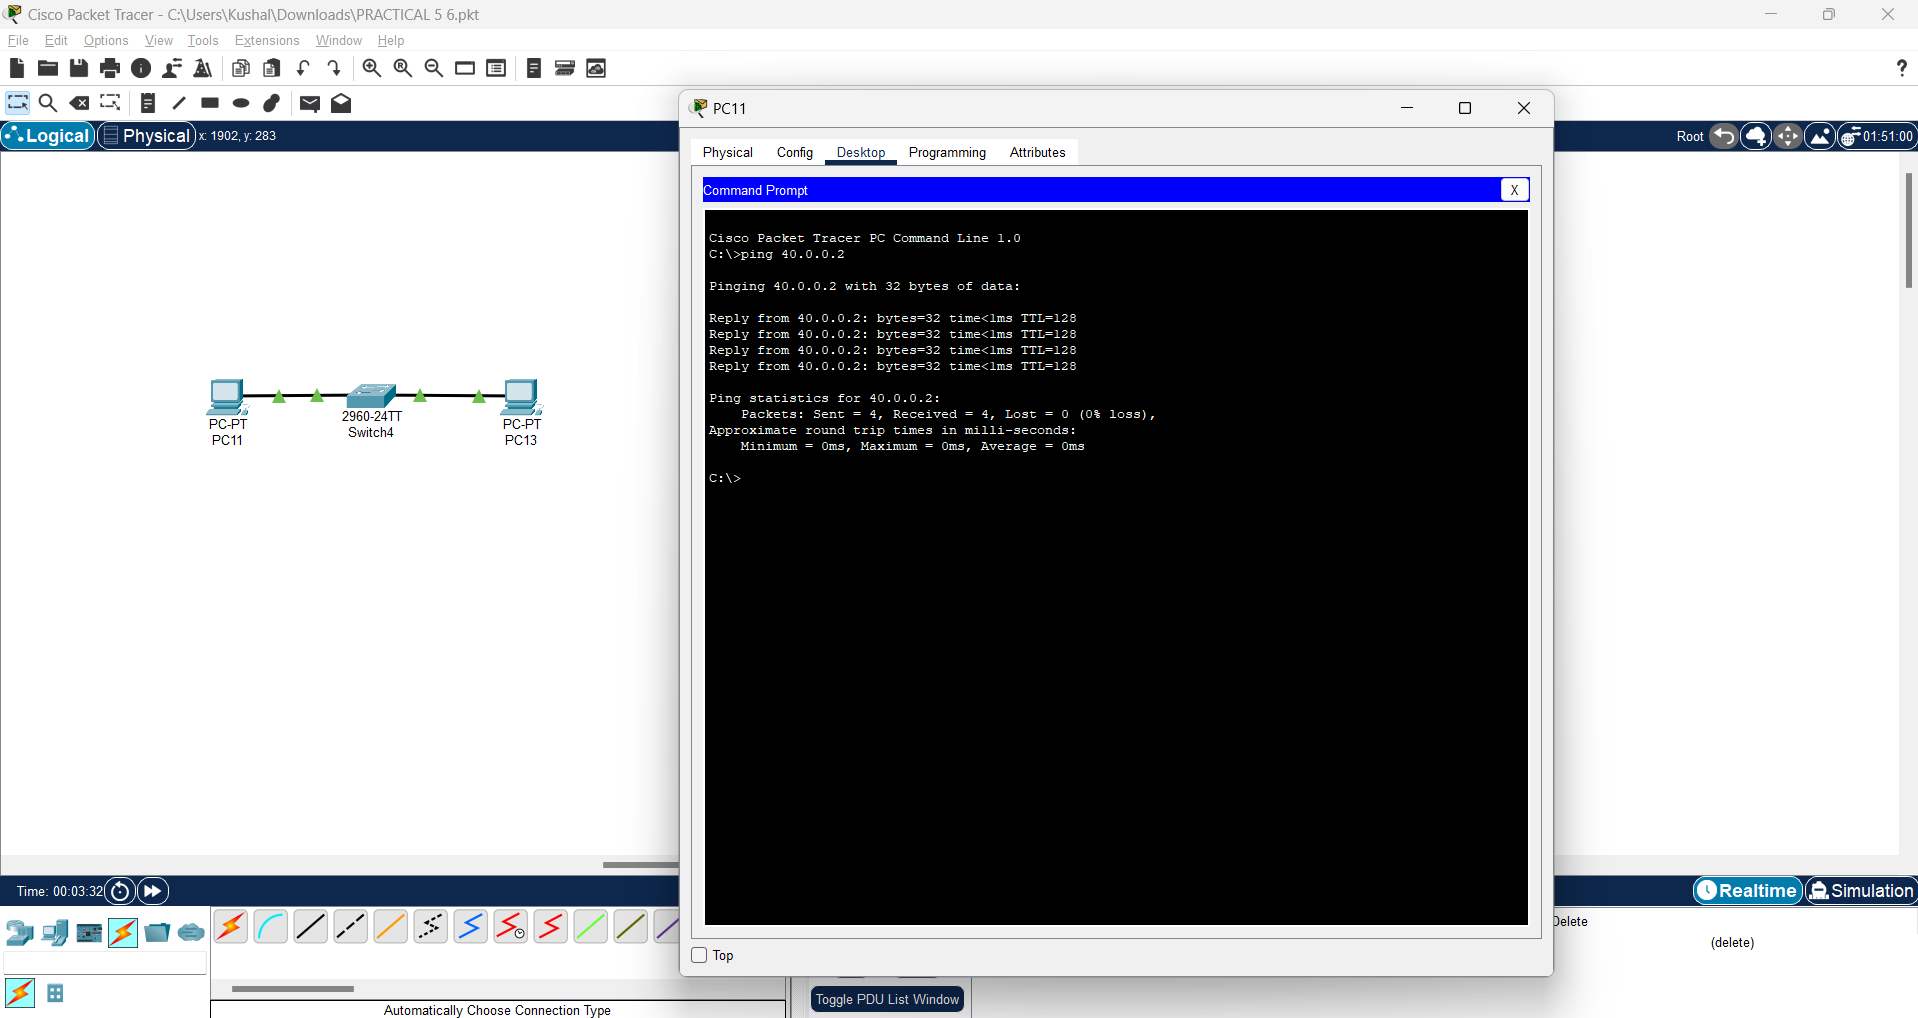 Cisco Packet Tracer - C:\Users\Kushal\Downloads\PRACTICAL 5 6.pkt
File Edit Options View Tools Extensions Window Help
Logical Physical x: 1902, y: 283
Root 01:51:00
PC11
Physical Config Desktop Programming Attributes
Command Prompt
X
Cisco Packet Tracer PC Command Line 1.0
C:\>ping 40.0.0.2
Pinging 40.0.0.2 with 32 bytes of data:
Reply from 40.0.0.2: bytes=32 time<1ms TTL=128
Reply from 40.0.0.2: bytes=32 time<1ms TTL=128
Reply from 40.0.0.2: bytes=32 time<1ms TTL=128
Reply from 40.0.0.2: bytes=32 time<1ms TTL=128
Ping statistics for 40.0.0.2:
Packets: Sent = 4, Received = 4, Lost = 0 (0% loss),
Approximate round trip times in milli-seconds:
Minimum = 0ms, Maximum = 0ms, Average = 0ms
C:\>
Top
PC-PT
PC11
2960-24TT
Switch4
PC-PT
PC13
Time: 00:03:32
Realtime Simulation
Delete
(delete)
Toggle PDU List Window
Automatically Choose Connection Type